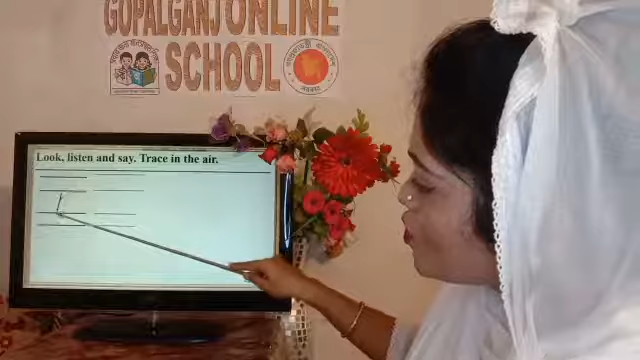 GOPALGANJ ONLINE
SCHOOL
Look, listen and say. Trace in the air.